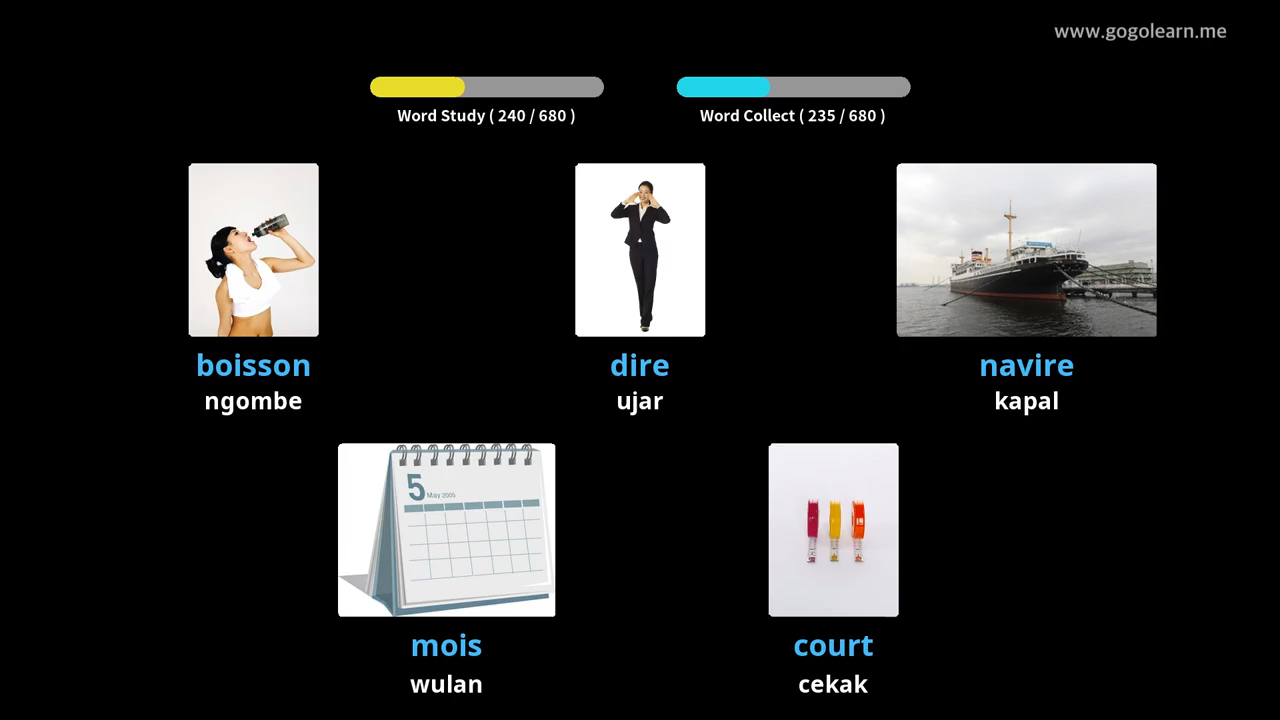 www.gogolearn.me
Word Study ( 240 / 680 )
Word Collect ( 235 / 680 )
boisson
ngombe
dire
ujar
navire
kapal
5 May 2005
mois
wulan
court
cekak